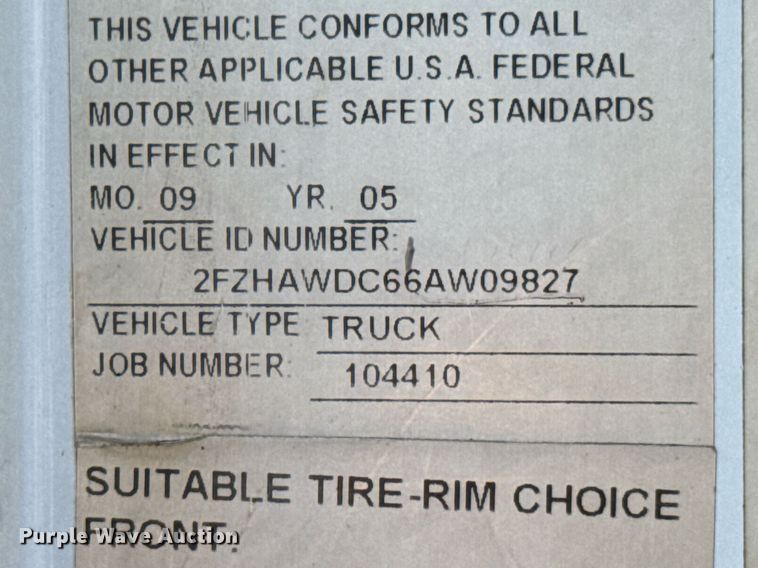 THIS VEHICLE CONFORMS TO ALL
OTHER APPLICABLE U.S.A. FEDERAL
MOTOR VEHICLE SAFETY STANDARDS
IN EFFECT IN:
MO. 09 YR. 05
VEHICLE ID NUMBER:
2FZHAWDC66AW09827
VEHICLE TYPE TRUCK
JOB NUMBER: 104410
SUITABLE TIRE-RIM CHOICE
FRONT:
Purple Wave Auction